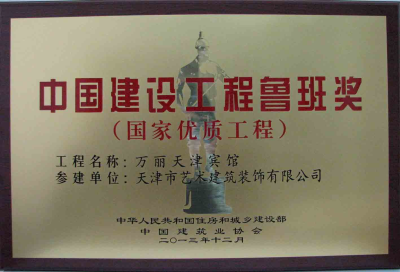 中国建设工程鲁班奖
(国家优质工程)
工程名称: 万丽天津宾馆
参建单位: 天津市艺术建筑装饰有限公司
中华人民共和国住房和城乡建设部
中国建筑业协会
二〇一三年十二月